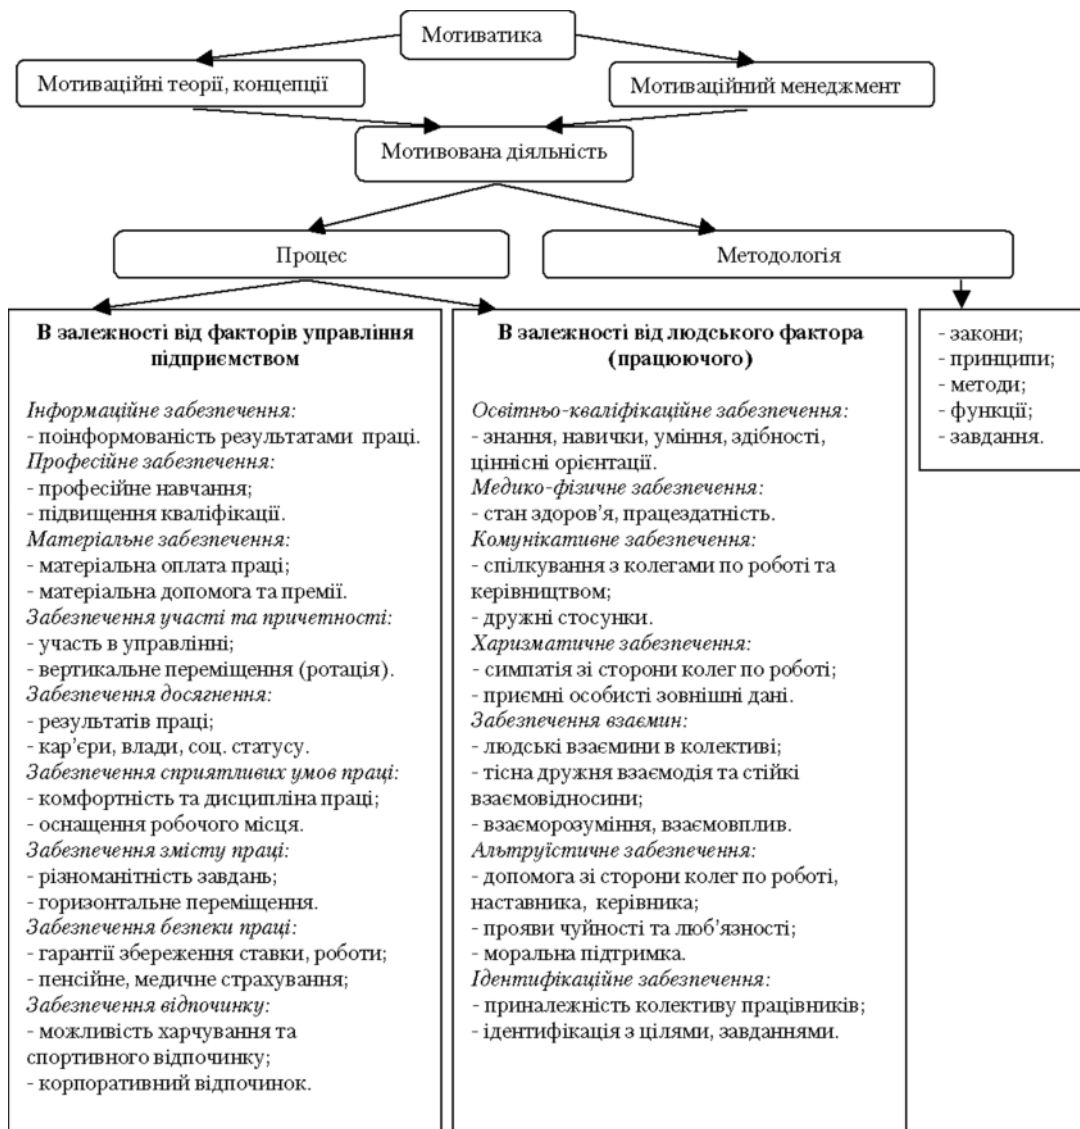 Мотиватика
Мотиваційні теорії, концепції
Мотиваційний менеджмент
Мотивована діяльність
Процес
Методологія
В залежності від факторів управління
підприємством
Інформаційне забезпечення:
- поінформованість результатами праці.
Професійне забезпечення:
- професійне навчання;
- підвищення кваліфікації.
Матеріальне забезпечення:
- матеріальна оплата праці;
- матеріальна допомога та премії.
Забезпечення участі та причетності:
- участь в управлінні;
- вертикальне переміщення (ротація).
Забезпечення досягнення:
- результатів праці;
- кар’єри, влади, соц. статусу.
Забезпечення сприятливих умов праці:
- комфортність та дисципліна праці;
- оснащення робочого місця.
Забезпечення змісту праці:
- різноманітність завдань;
- горизонтальне переміщення.
Забезпечення безпеки праці:
- гарантії збереження ставки, роботи;
- пенсійне, медичне страхування;
Забезпечення відпочинку:
- можливість харчування та
спортивного відпочинку;
- корпоративний відпочинок.
В залежності від людського фактора
(працюючого)
Освітньо-кваліфікаційне забезпечення:
- знання, навички, уміння, здібності,
ціннісні орієнтації.
Медико-фізичне забезпечення:
- стан здоров’я, працездатність.
Комунікативне забезпечення:
- спілкування з колегами по роботі та
керівництвом;
- дружні стосунки.
Харизматичне забезпечення:
- симпатія зі сторони колег по роботі;
- приємні особисті зовнішні дані.
Забезпечення взаємин:
- людські взаємини в колективі;
- тісна дружня взаємодія та стійкі
взаємовідносини;
- взаєморозуміння, взаємовплив.
Альтруїстичне забезпечення:
- допомога зі сторони колег по роботі,
наставника, керівника;
- прояви чуйності та люб’язності;
- моральна підтримка.
Ідентифікаційне забезпечення:
- приналежність колективу працівників;
- ідентифікація з цілями, завданнями.
- закони;
- принципи;
- методи;
- функції;
- завдання.